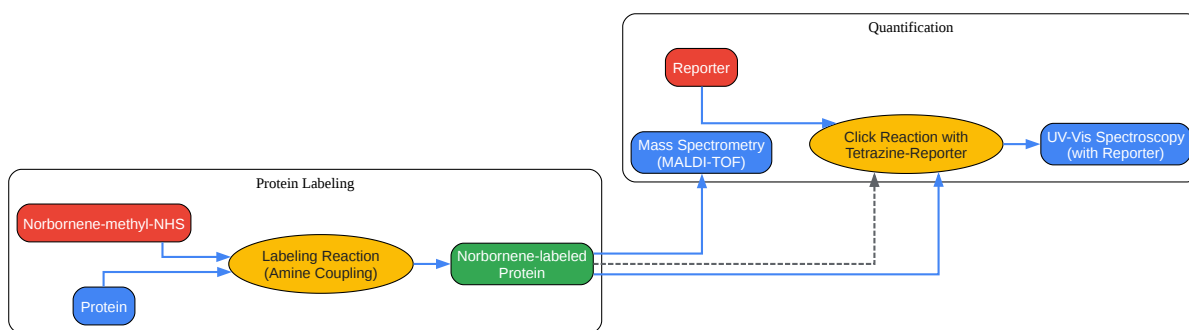 Quantification
Reporter
Mass Spectrometry
(MALDI-TOF)
Click Reaction with
Tetrazine-Reporter
UV-Vis Spectroscopy
(with Reporter)
Protein Labeling
Norbornene-methyl-NHS
Labeling Reaction
(Amine Coupling)
Norbornene-labeled
Protein
Protein